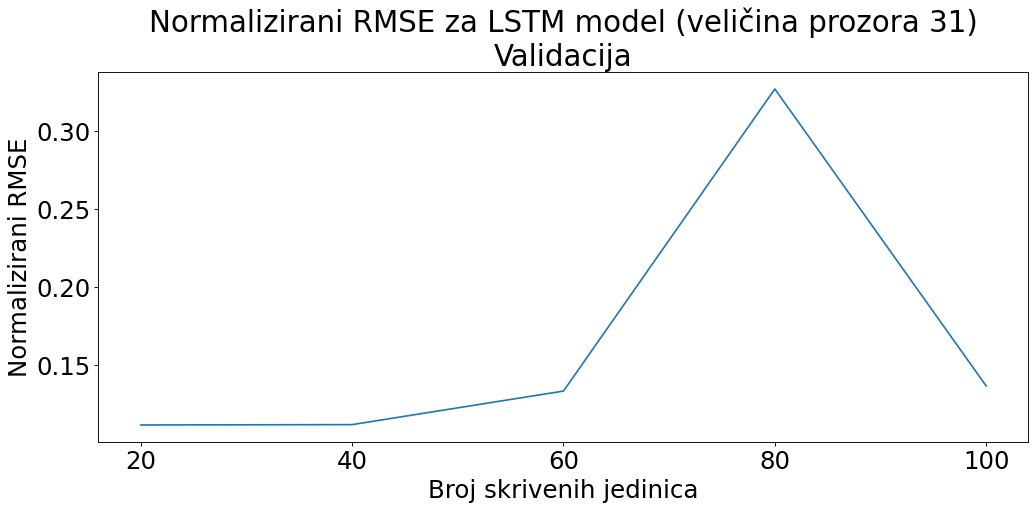 Normalizirani RMSE za LSTM model (veličina prozora 31)
Validacija
Normalizirani RMSE
0.30
0.25
0.20
0.15
20 40 60 80 100
Broj skrivenih jedinica